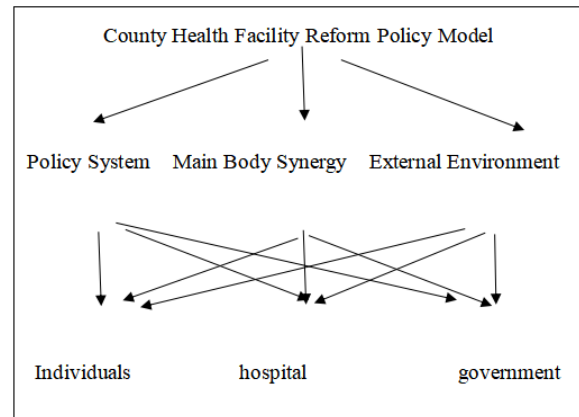 County Health Facility Reform Policy Model
Policy System Main Body Synergy External Environment
Individuals hospital government